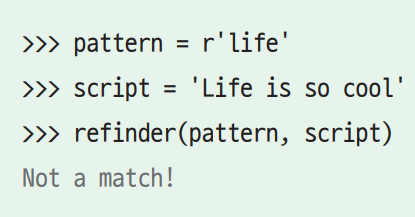 >>> pattern = r'life'
>>> script = 'Life is so cool'
>>> refinder(pattern, script)
Not a match!